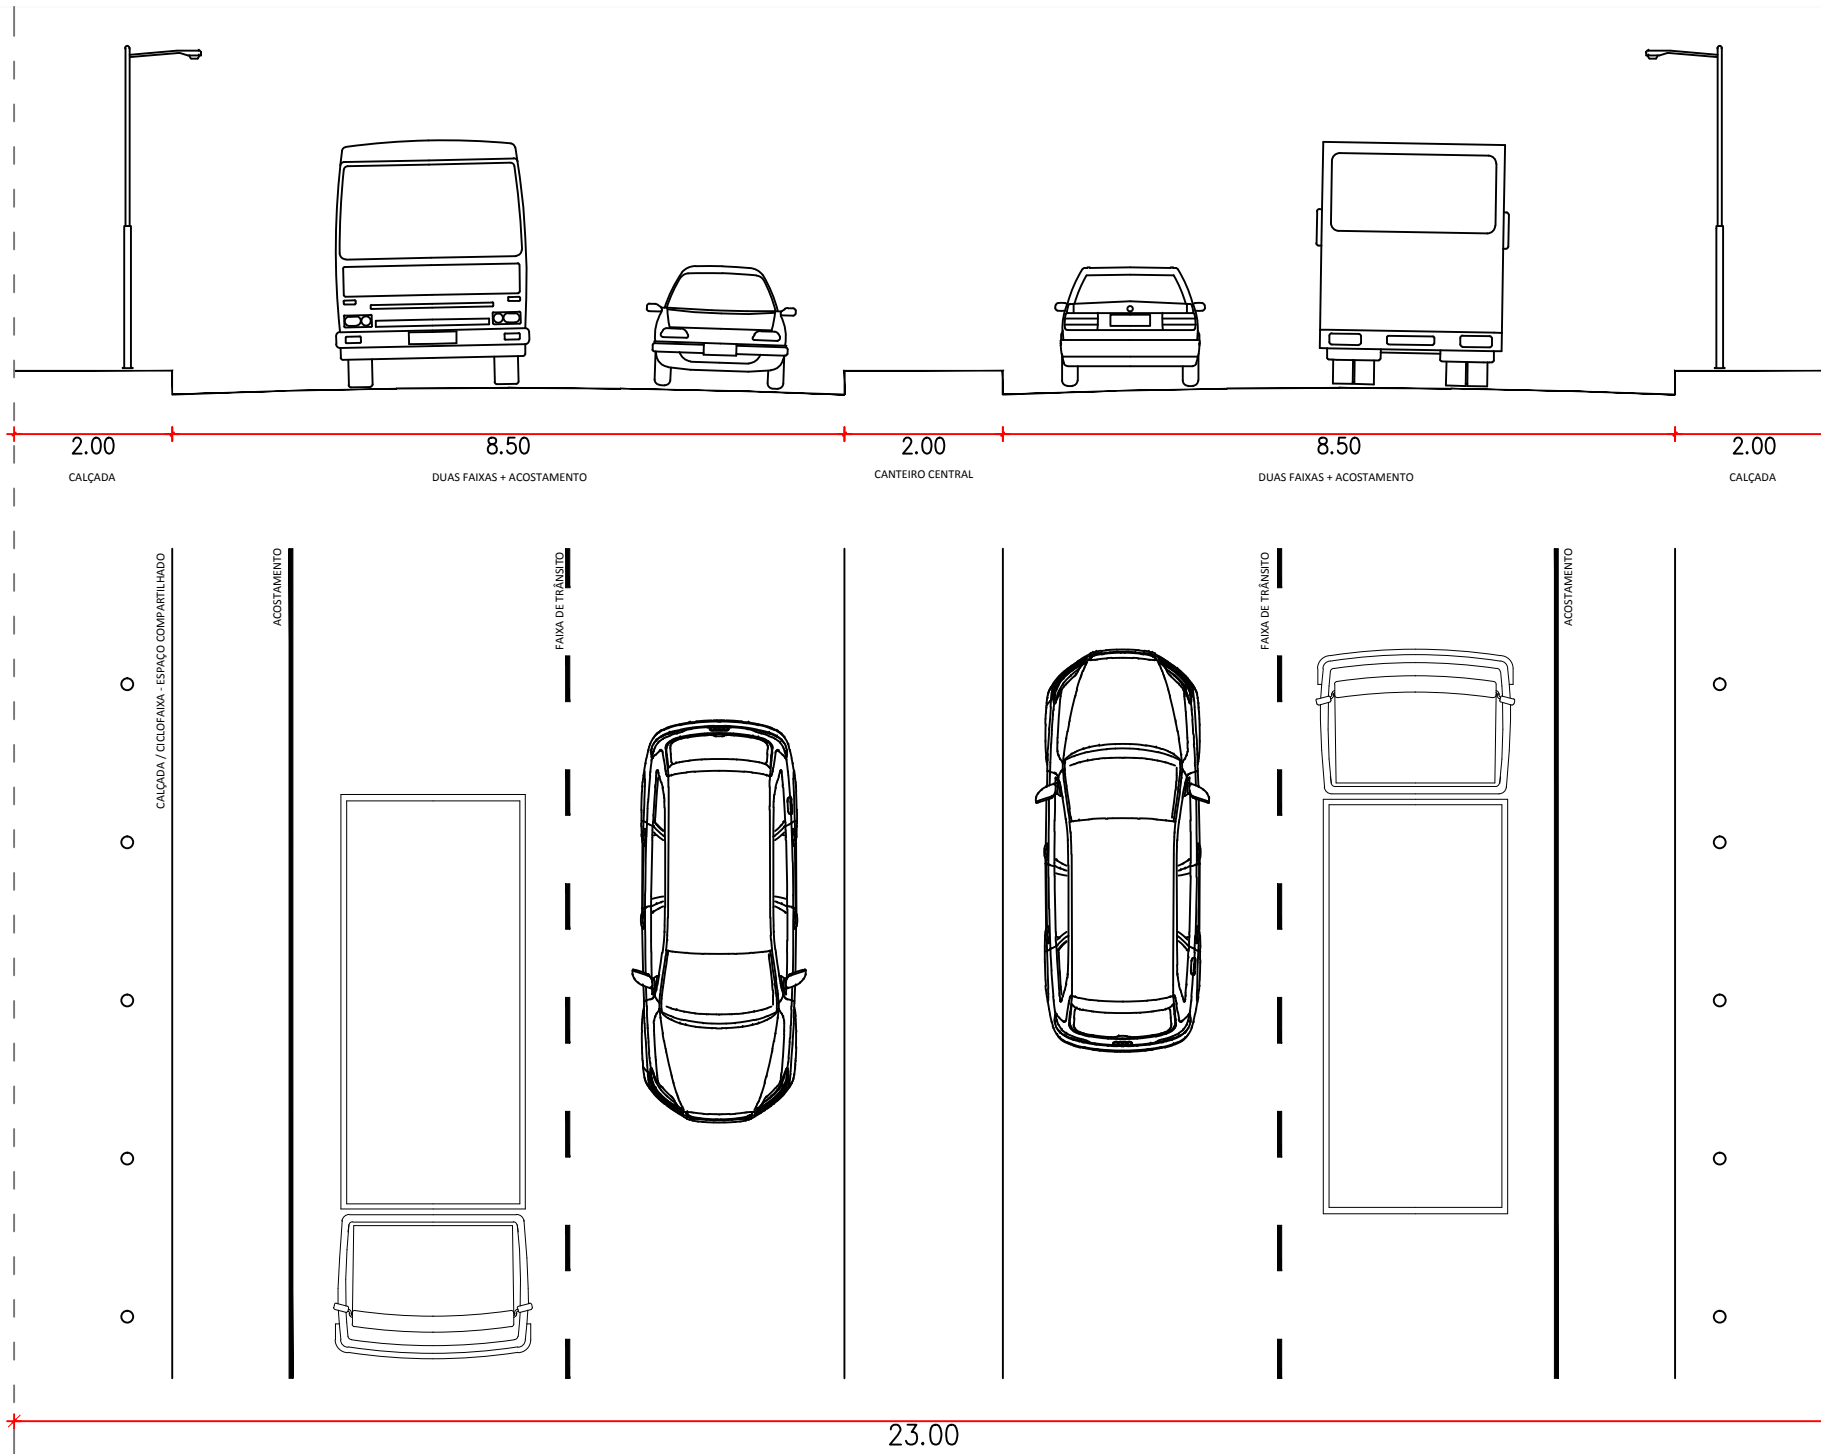 2.00
8.50
2.00
8.50
2.00
CALÇADA
DUAS FAIXAS + ACOSTAMENTO
CANTEIRO CENTRAL
DUAS FAIXAS + ACOSTAMENTO
CALÇADA
CALÇADA / CICLOFAIXA - ESPAÇO COMPARTILHADO
ACOSTAMENTO
FAIXA DE TRÂNSITO
FAIXA DE TRÂNSITO
ACOSTAMENTO
23.00